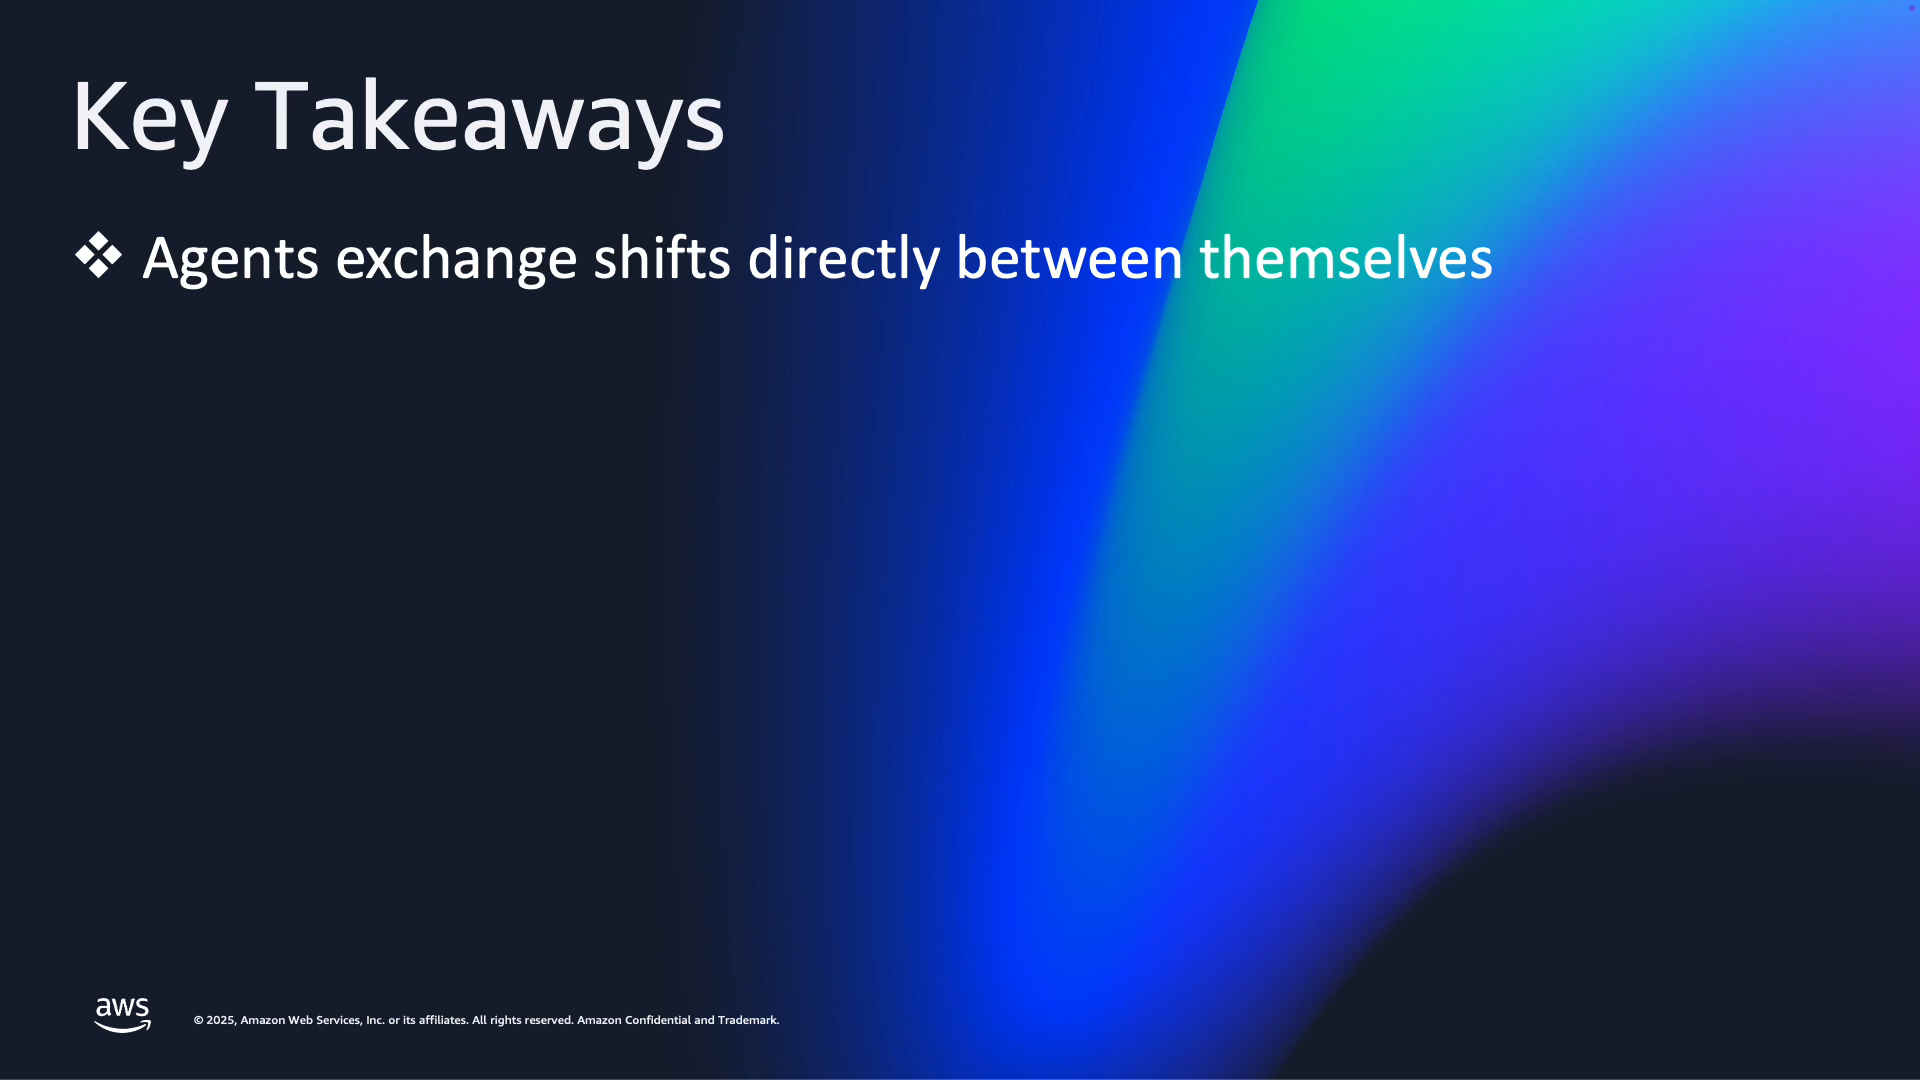 Key Takeaways
❖ Agents exchange shifts directly between themselves
aws
© 2025, Amazon Web Services, Inc. or its affiliates. All rights reserved. Amazon Confidential and Trademark.